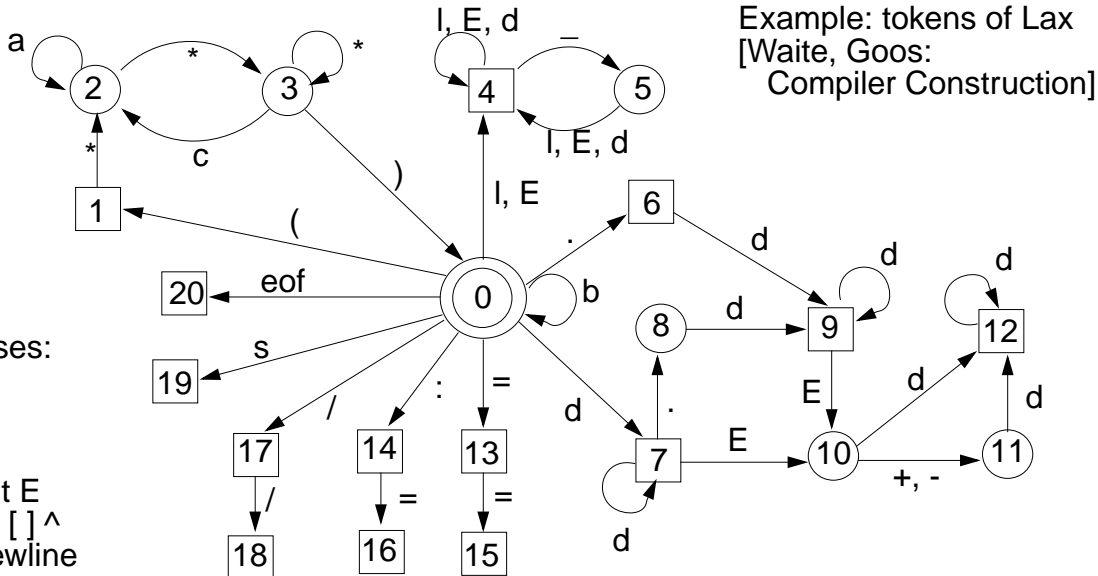 Example: tokens of Lax
[Waite, Goos:
Compiler Construction]
l, E, d
_
a
*
*
2
3
4
5
*
c
l, E, d
)
l, E
1
(
6
.
d
d
d
20
eof
0
b
8
d
9
12
ses:
s
19
/
:
=
d
.
E
d
d
17
14
13
7
E
10
11
+, -
t E
[ ] ^
ewline
/
=
=
d
18
16
15